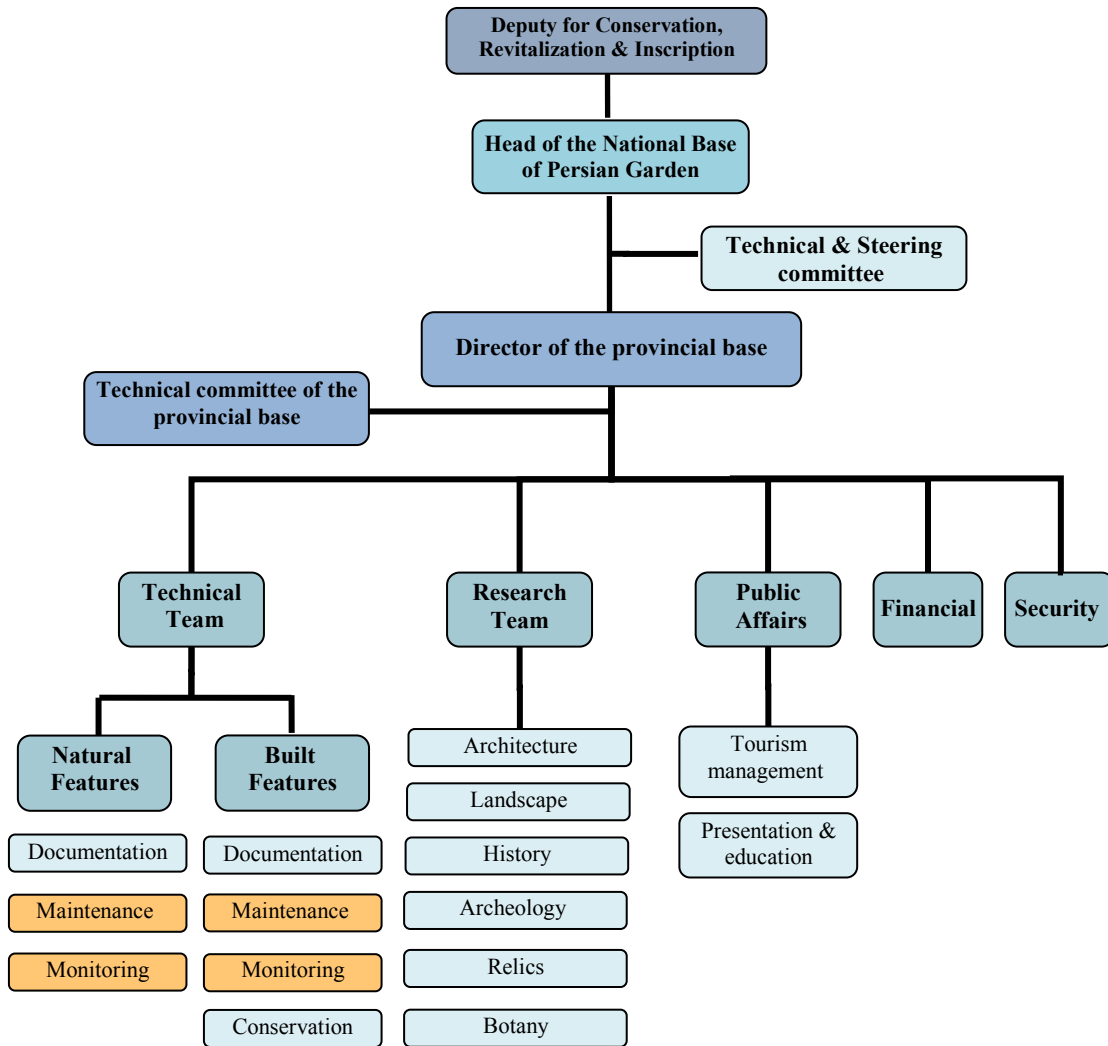 Deputy for Conservation,
Revitalization & Inscription
Head of the National Base
of Persian Garden
Technical & Steering
committee
Director of the provincial base
Technical committee of the
provincial base
Technical
Team
Research
Team
Public
Affairs
Financial
Security
Natural
Features
Built
Features
Documentation
Maintenance
Monitoring
Documentation
Maintenance
Monitoring
Conservation
Architecture
Landscape
History
Archeology
Relics
Botany
Tourism
management
Presentation &
education